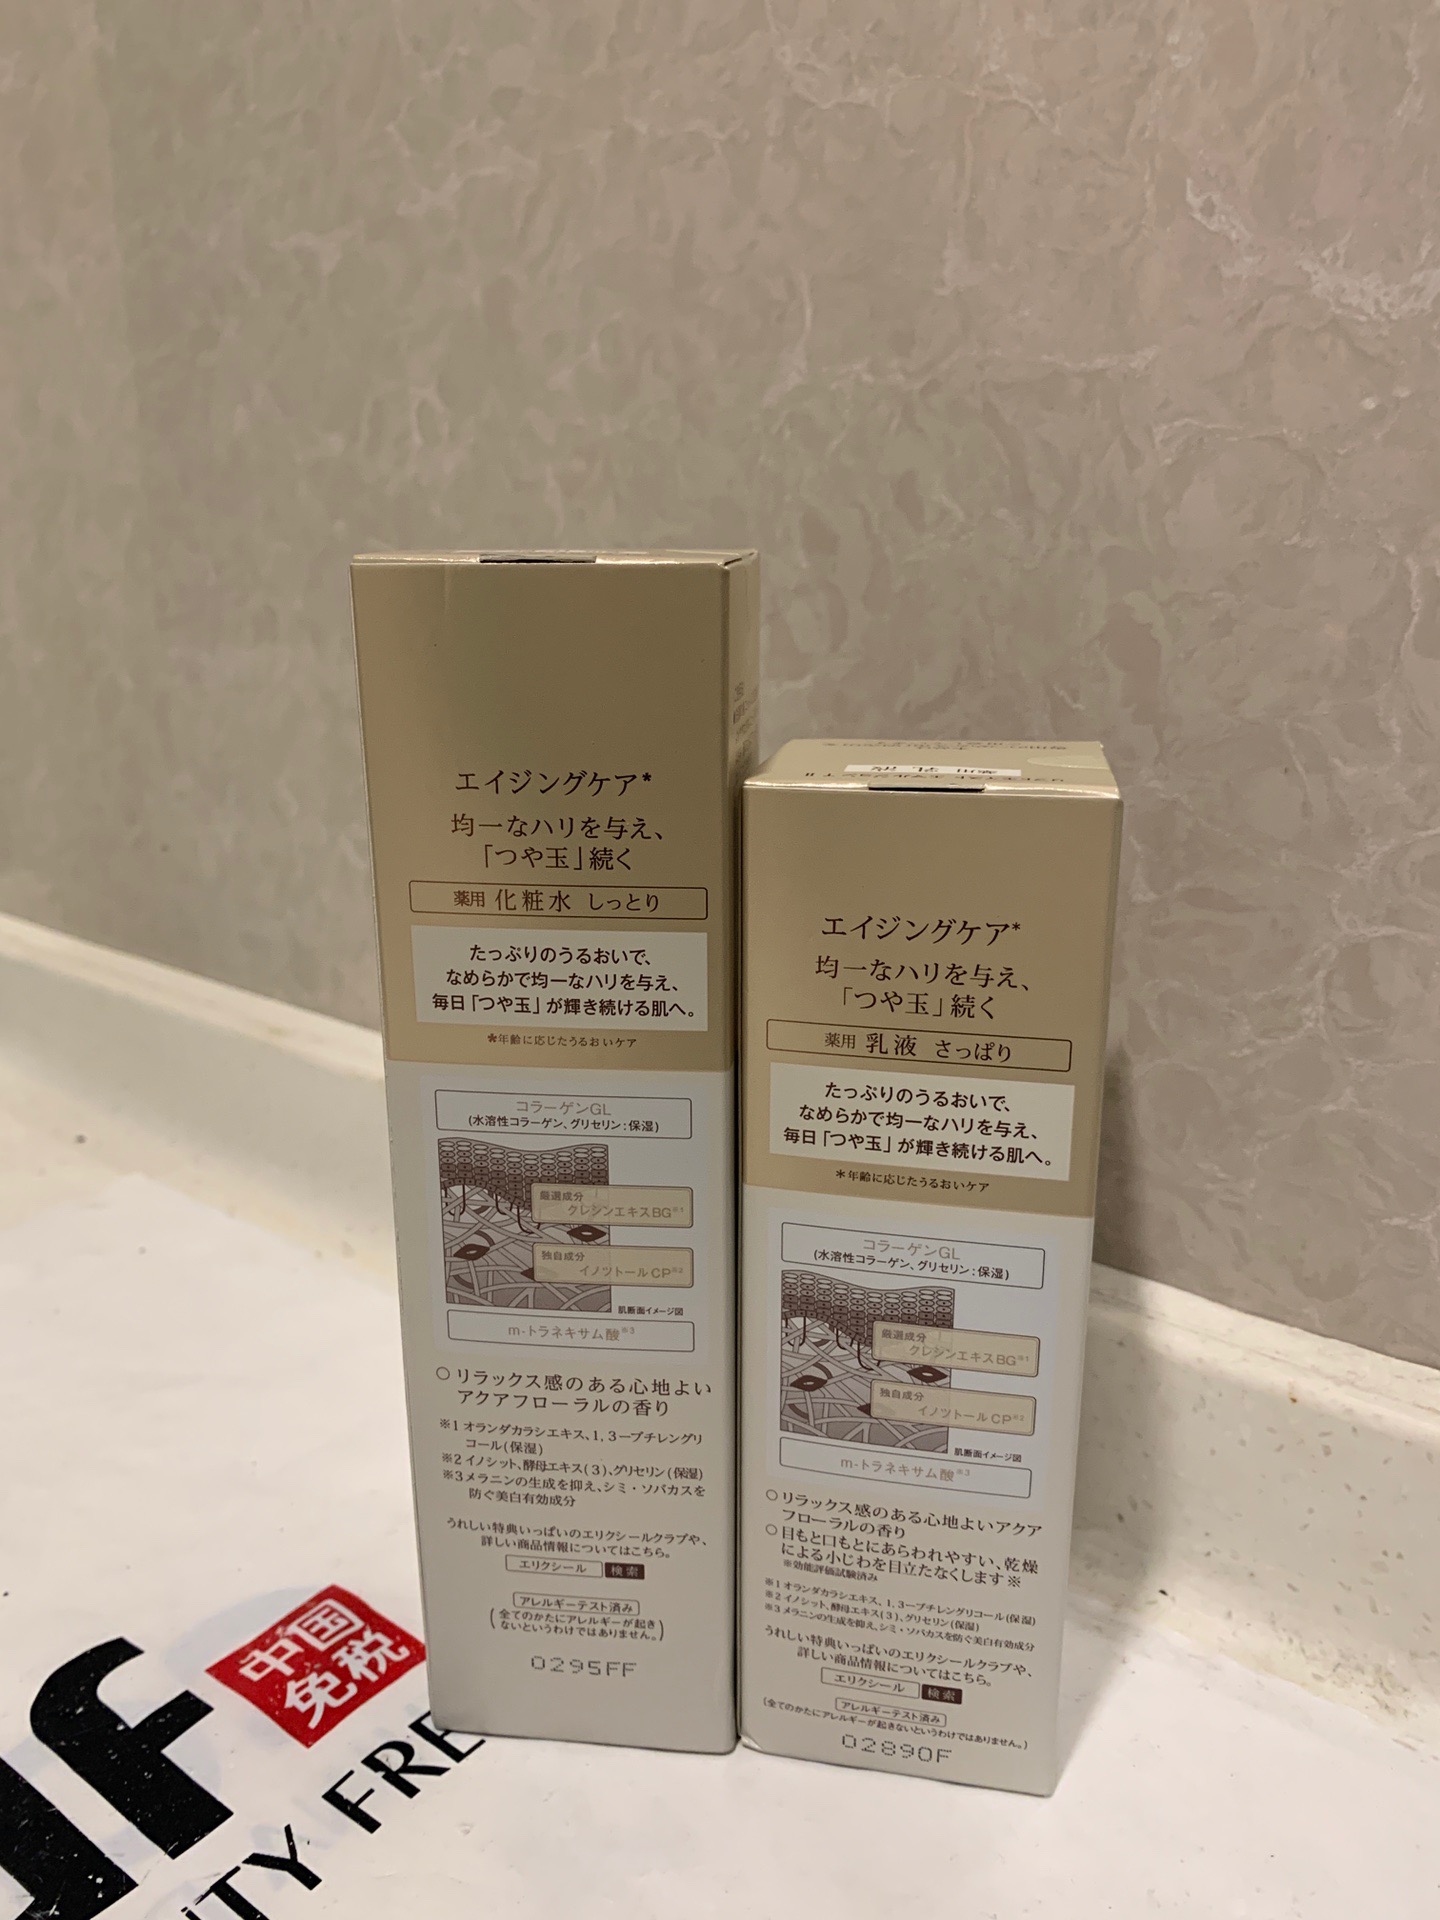 エイジングケア*
均一なハリを与え、
「つや玉」続く
薬用 化粧水 しっとり
たっぷりのうるおいで、
なめらかで均一なハリを与え、
毎日「つや玉」が輝き続ける肌へ。
*年齢に応じたうるおいケア
コラーゲンGL
(水溶性コラーゲン、グリセリン:保湿)
厳選成分
クレシンエキスBG※1
独自成分
イノツトールCP※2
肌断面イメージ図
m-トラネキサム酸※3
○リラックス感のある心地よい
アクアフローラルの香り
※1 オランダカラシエキス、1,3-ブチレングリ
コール(保湿)
※2 イノシット、酵母エキス(3)、グリセリン(保湿)
※3 メラニンの生成を抑え、シミ・ソバカスを
防ぐ美白有効成分
うれしい特典いっぱいのエリクシールクラブや、
詳しい商品情報についてはこちら。
エリクシール 検索
アレルギーテスト済み
(全てのかたにアレルギーが起き
ないというわけではありません。)
0295FF
リフトモイスト エマルジョン T II
薬用 乳液
エイジングケア*
均一なハリを与え、
「つや玉」続く
薬用 乳液 さっぱり
たっぷりのうるおいで、
なめらかで均一なハリを与え、
毎日「つや玉」が輝き続ける肌へ。
*年齢に応じたうるおいケア
コラーゲンGL
(水溶性コラーゲン、グリセリン:保湿)
厳選成分
クレシンエキスBG※1
独自成分
イノツトールCP※2
肌断面イメージ図
m-トラネキサム酸※3
○リラックス感のある心地よいアクア
フローラルの香り
○目もと口もとにあらわれやすい、乾燥
による小じわを目立たなくします※
※効能評価試験済み
※1 オランダカラシエキス、1,3-ブチレングリコール(保湿)
※2 イノシット、酵母エキス(3)、グリセリン(保湿)
※3 メラニンの生成を抑え、シミ・ソバカスを防ぐ美白有効成分
うれしい特典いっぱいのエリクシールクラブや、
詳しい商品情報についてはこちら。
エリクシール 検索
アレルギーテスト済み
(全てのかたにアレルギーが起きないというわけではありません。)
02890F
中国
免税
df
TY FRE